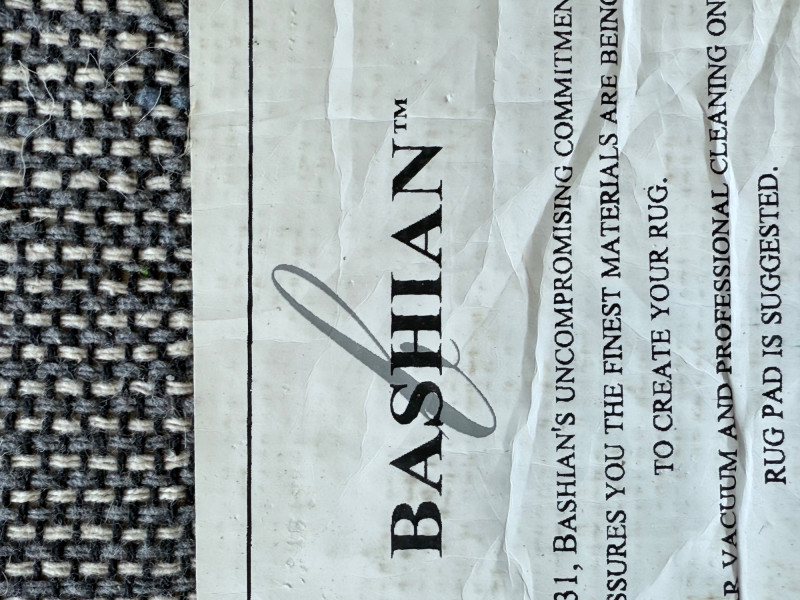 BASHIAN™
31, BASHIAN'S UNCOMPROMISING COMMITMEN
SSURES YOU THE FINEST MATERIALS ARE BEING
TO CREATE YOUR RUG.
R VACUUM AND PROFESSIONAL CLEANING ON
RUG PAD IS SUGGESTED.